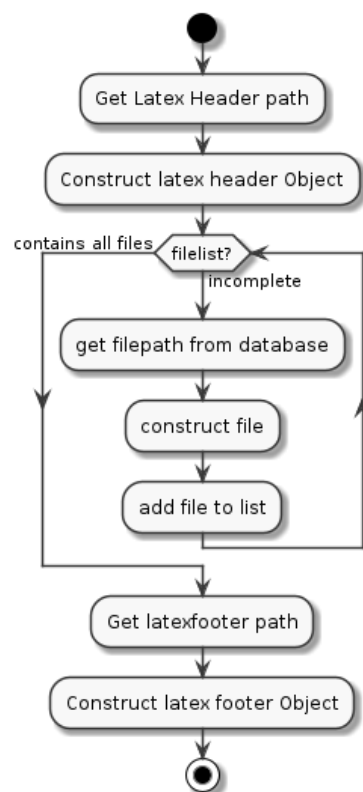 Get Latex Header path
Construct latex header Object
contains all files
filelist?
incomplete
get filepath from database
construct file
add file to list
Get latexfooter path
Construct latex footer Object